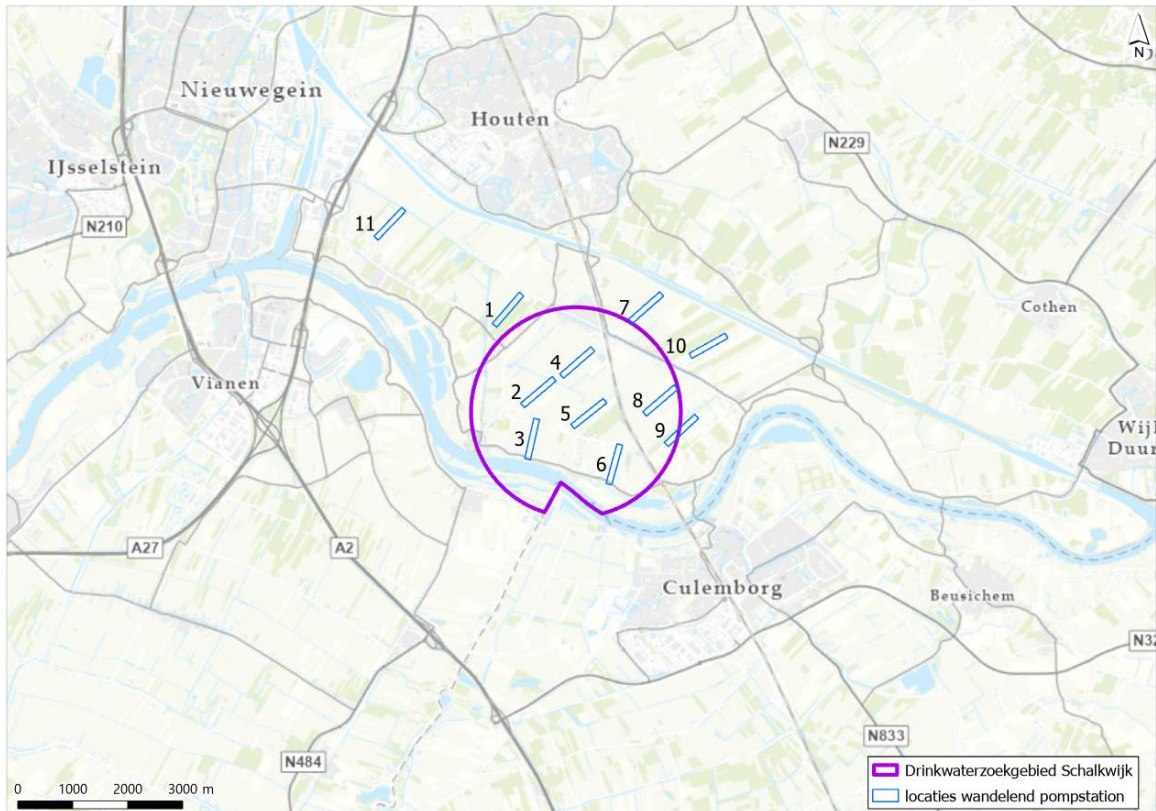 N
Nieuwegein
Houten
N229
IJsselstein
N210
11
Cothen
1
7
10
4
Vianen
2
8
5
3
9
6
Wijk
Duur
A27
A2
Culemborg
Beusichem
N32
N833
N484
Drinkwaterzoekgebied Schalkwijk
locaties wandelend pompstation
0 1000 2000 3000 m